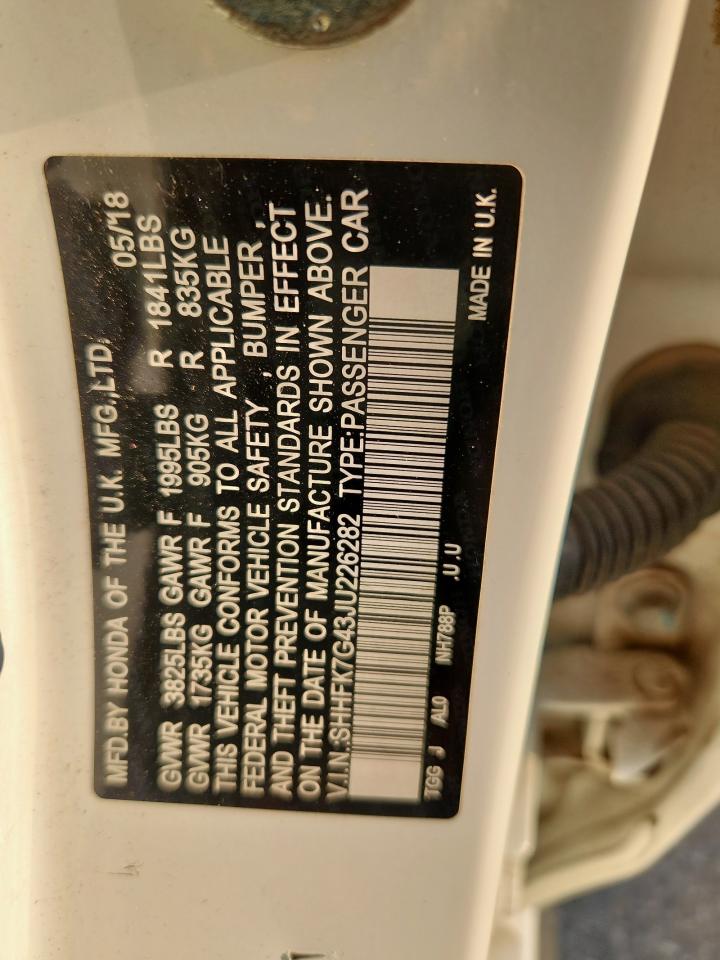 MFD.BY HONDA OF THE U.K. MFG.,LTD. 05/18
GVWR 3825LBS GAWR F 1995LBS R 1841LBS
GVWR 1735KG GAWR F 905KG R 835KG
THIS VEHICLE CONFORMS TO ALL APPLICABLE
FEDERAL MOTOR VEHICLE SAFETY , BUMPER ,
AND THEFT PREVENTION STANDARDS IN EFFECT
ON THE DATE OF MANUFACTURE SHOWN ABOVE.
V.I.N.:SHHFK7G43JU226282 TYPE:PASSENGER CAR
TGG J AL0 NH788P .U.U MADE IN U.K.